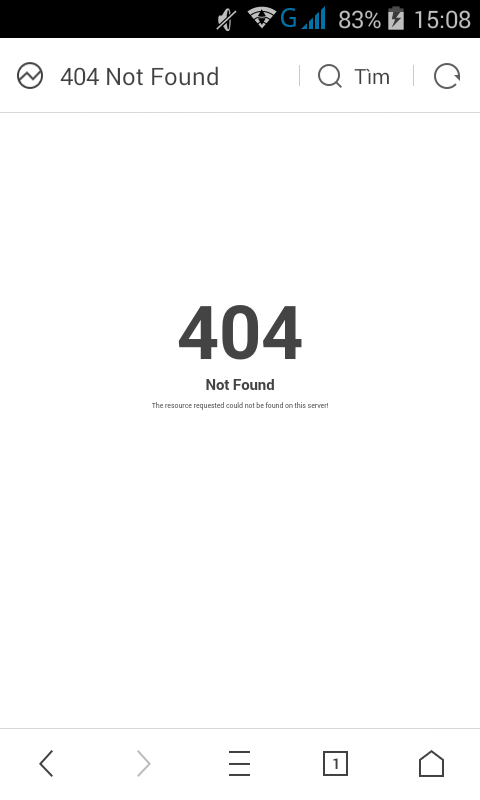 G 83% 15:08
404 Not Found Tìm
404
Not Found
The resource requested could not be found on this server!
1